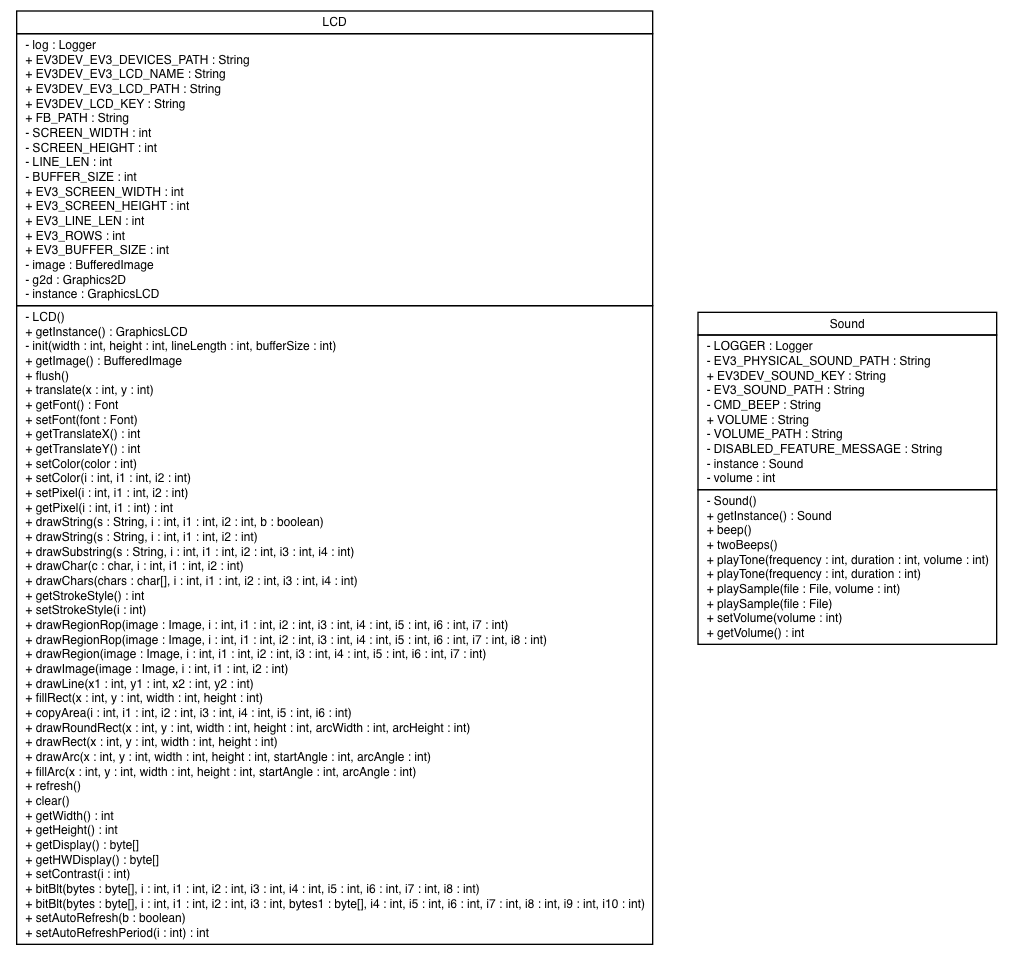 LCD
- log : Logger
+ EV3DEV_EV3_DEVICES_PATH : String
+ EV3DEV_EV3_LCD_NAME : String
+ EV3DEV_EV3_LCD_PATH : String
+ EV3DEV_LCD_KEY : String
+ FB_PATH : String
- SCREEN_WIDTH : int
- SCREEN_HEIGHT : int
- LINE_LEN : int
- BUFFER_SIZE : int
+ EV3_SCREEN_WIDTH : int
+ EV3_SCREEN_HEIGHT : int
+ EV3_LINE_LEN : int
+ EV3_ROWS : int
+ EV3_BUFFER_SIZE : int
- image : BufferedImage
- g2d : Graphics2D
- instance : GraphicsLCD
- LCD()
+ getInstance() : GraphicsLCD
- init(width : int, height : int, lineLength : int, bufferSize : int)
+ getImage() : BufferedImage
+ flush()
+ translate(x : int, y : int)
+ getFont() : Font
+ setFont(font : Font)
+ getTranslateX() : int
+ getTranslateY() : int
+ setColor(color : int)
+ setColor(i : int, i1 : int, i2 : int)
+ setPixel(i : int, i1 : int, i2 : int)
+ getPixel(i : int, i1 : int) : int
+ drawString(s : String, i : int, i1 : int, i2 : int, b : boolean)
+ drawString(s : String, i : int, i1 : int, i2 : int)
+ drawSubstring(s : String, i : int, i1 : int, i2 : int, i3 : int, i4 : int)
+ drawChar(c : char, i : int, i1 : int, i2 : int)
+ drawChars(chars : char[], i : int, i1 : int, i2 : int, i3 : int, i4 : int)
+ getStrokeStyle() : int
+ setStrokeStyle(i : int)
+ drawRegionRop(image : Image, i : int, i1 : int, i2 : int, i3 : int, i4 : int, i5 : int, i6 : int, i7 : int)
+ drawRegionRop(image : Image, i : int, i1 : int, i2 : int, i3 : int, i4 : int, i5 : int, i6 : int, i7 : int, i8 : int)
+ drawRegion(image : Image, i : int, i1 : int, i2 : int, i3 : int, i4 : int, i5 : int, i6 : int, i7 : int)
+ drawImage(image : Image, i : int, i1 : int, i2 : int)
+ drawLine(x1 : int, y1 : int, x2 : int, y2 : int)
+ fillRect(x : int, y : int, width : int, height : int)
+ copyArea(i : int, i1 : int, i2 : int, i3 : int, i4 : int, i5 : int, i6 : int)
+ drawRoundRect(x : int, y : int, width : int, height : int, arcWidth : int, arcHeight : int)
+ drawRect(x : int, y : int, width : int, height : int)
+ drawArc(x : int, y : int, width : int, height : int, startAngle : int, arcAngle : int)
+ fillArc(x : int, y : int, width : int, height : int, startAngle : int, arcAngle : int)
+ refresh()
+ clear()
+ getWidth() : int
+ getHeight() : int
+ getDisplay() : byte[]
+ getHWDisplay() : byte[]
+ setContrast(i : int)
+ bitBlt(bytes : byte[], i : int, i1 : int, i2 : int, i3 : int, i4 : int, i5 : int, i6 : int, i7 : int, i8 : int)
+ bitBlt(bytes : byte[], i : int, i1 : int, i2 : int, i3 : int, bytes1 : byte[], i4 : int, i5 : int, i6 : int, i7 : int, i8 : int, i9 : int, i10 : int)
+ setAutoRefresh(b : boolean)
+ setAutoRefreshPeriod(i : int) : int
Sound
- LOGGER : Logger
- EV3_PHYSICAL_SOUND_PATH : String
+ EV3DEV_SOUND_KEY : String
- EV3_SOUND_PATH : String
- CMD_BEEP : String
+ VOLUME : String
- VOLUME_PATH : String
- DISABLED_FEATURE_MESSAGE : String
- instance : Sound
- volume : int
- Sound()
+ getInstance() : Sound
+ beep()
+ twoBeeps()
+ playTone(frequency : int, duration : int, volume : int)
+ playTone(frequency : int, duration : int)
+ playSample(file : File, volume : int)
+ playSample(file : File)
+ setVolume(volume : int)
+ getVolume() : int